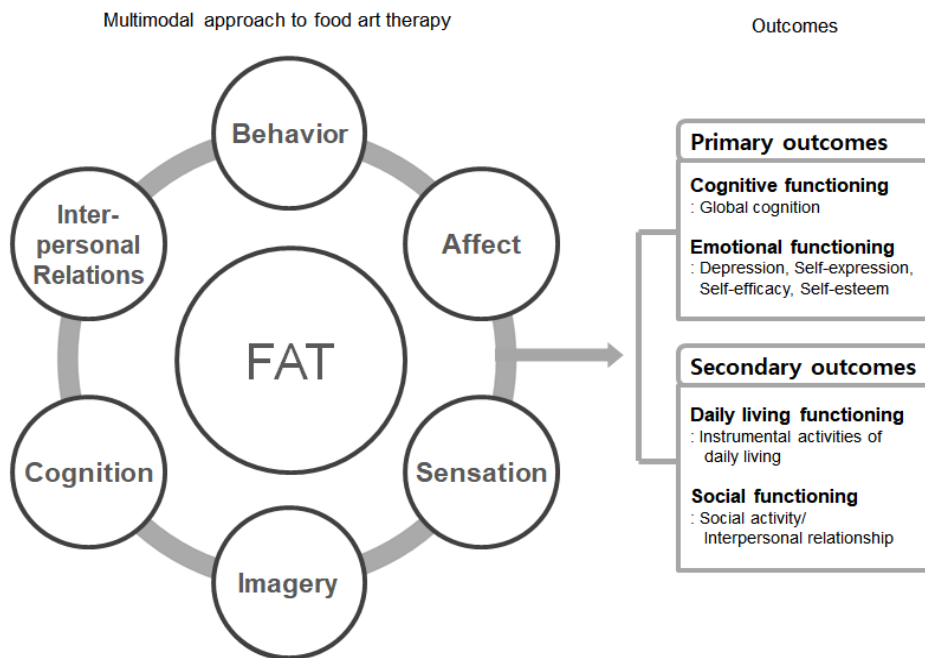 Multimodal approach to food art therapy
Outcomes
Behavior
Affect
Sensation
Imagery
Cognition
Inter-
personal
Relations
FAT
Primary outcomes
Cognitive functioning
: Global cognition
Emotional functioning
: Depression, Self-expression,
Self-efficacy, Self-esteem
Secondary outcomes
Daily living functioning
: Instrumental activities of
daily living
Social functioning
: Social activity/
Interpersonal relationship